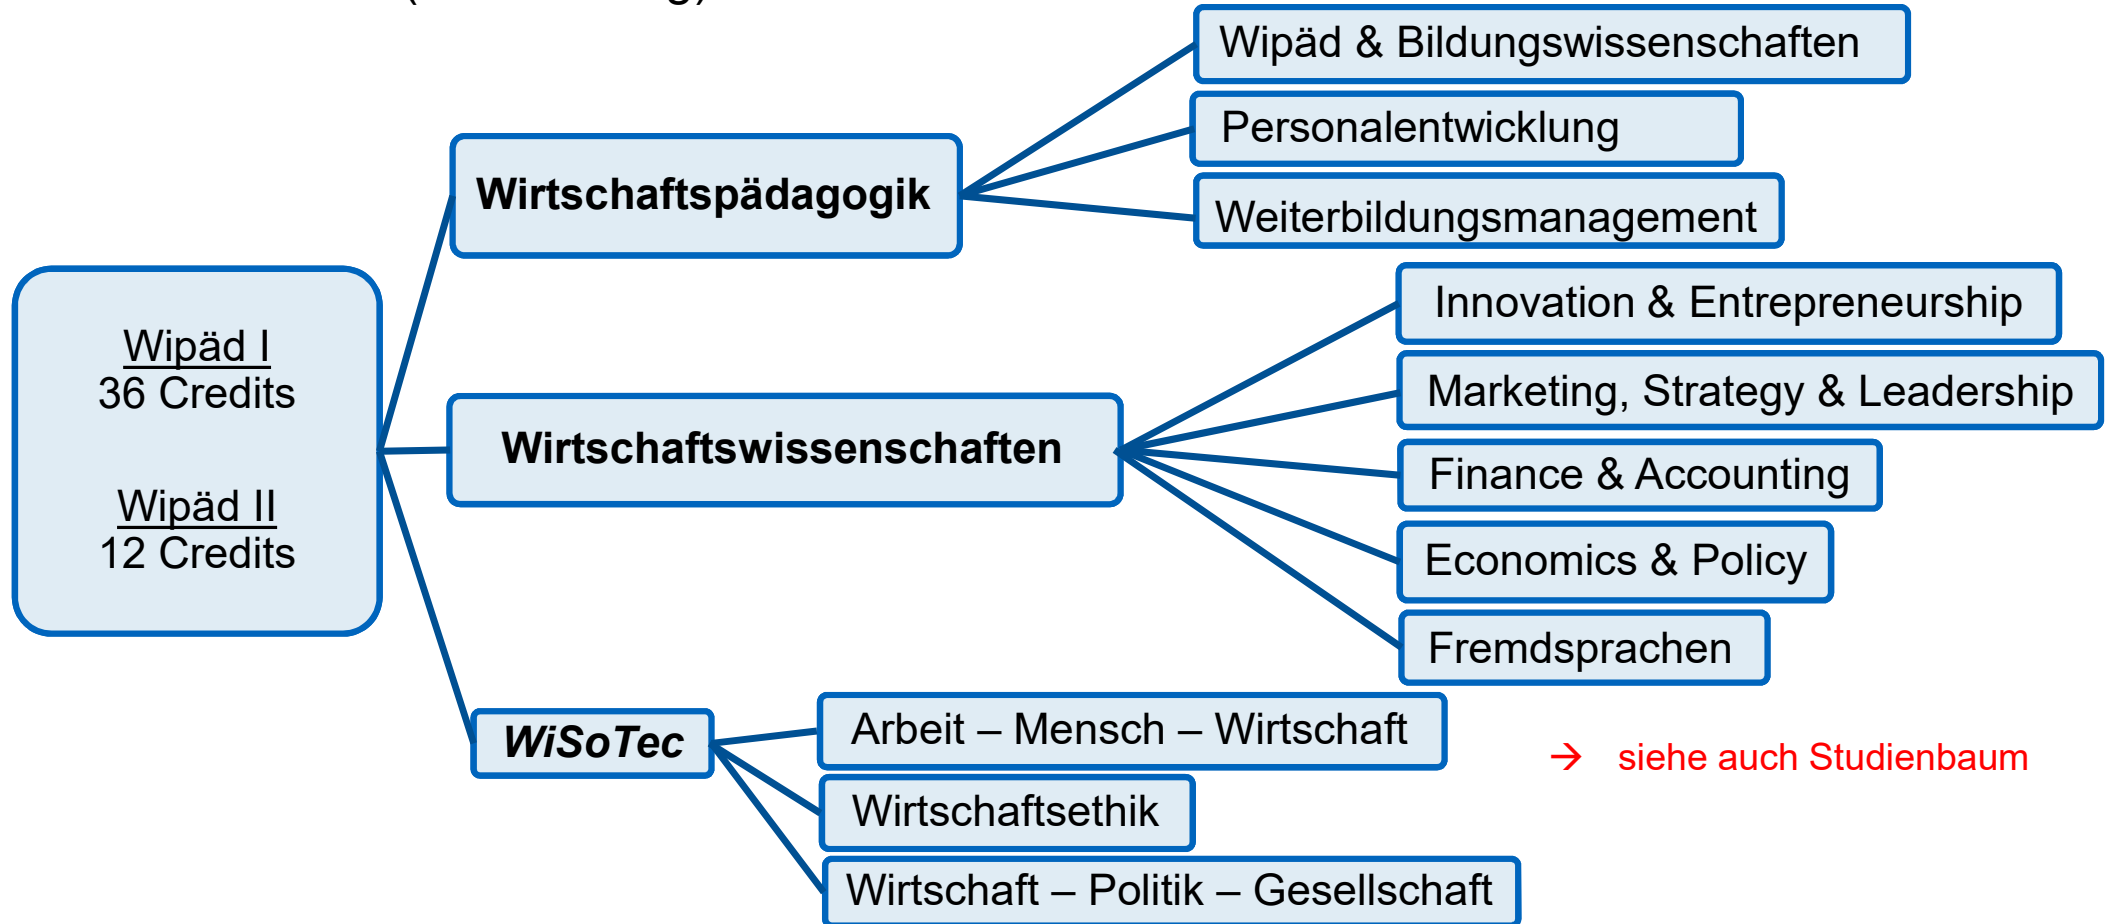 Wipäd & Bildungswissenschaften
Personalentwicklung
Wirtschaftspädagogik
Weiterbildungsmanagement
Innovation & Entrepreneurship
Wipäd I
36 Credits
Marketing, Strategy & Leadership
Wirtschaftswissenschaften
Finance & Accounting
Wipäd II
12 Credits
Economics & Policy
Fremdsprachen
WiSoTec
Arbeit – Mensch – Wirtschaft
→ siehe auch Studienbaum
Wirtschaftsethik
Wirtschaft – Politik – Gesellschaft